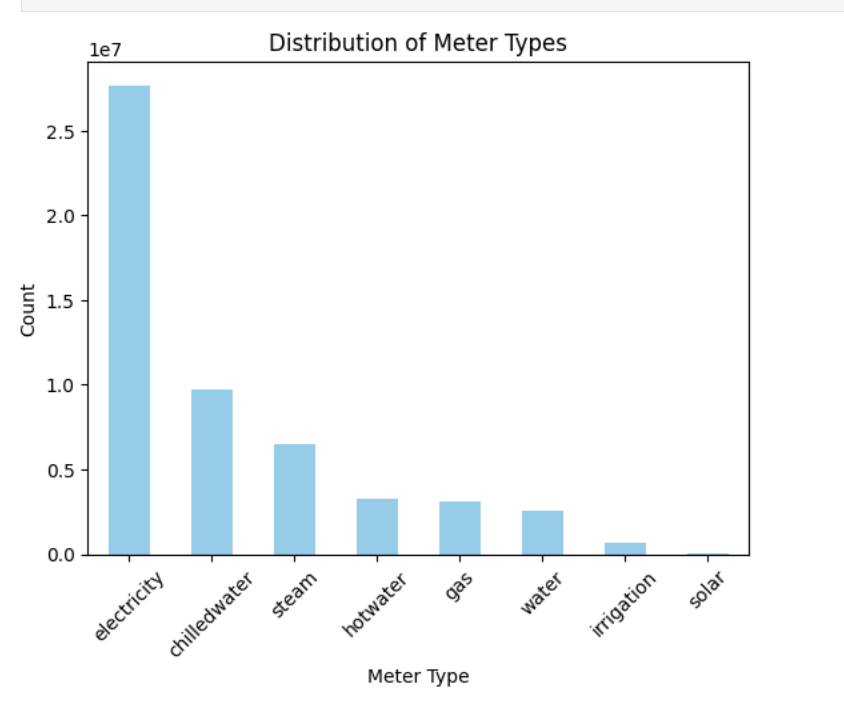 Distribution of Meter Types
1e7
2.5
2.0
1.5
1.0
0.5
0.0
Count
electricity
chilledwater
steam
hotwater
gas
water
irrigation
solar
Meter Type